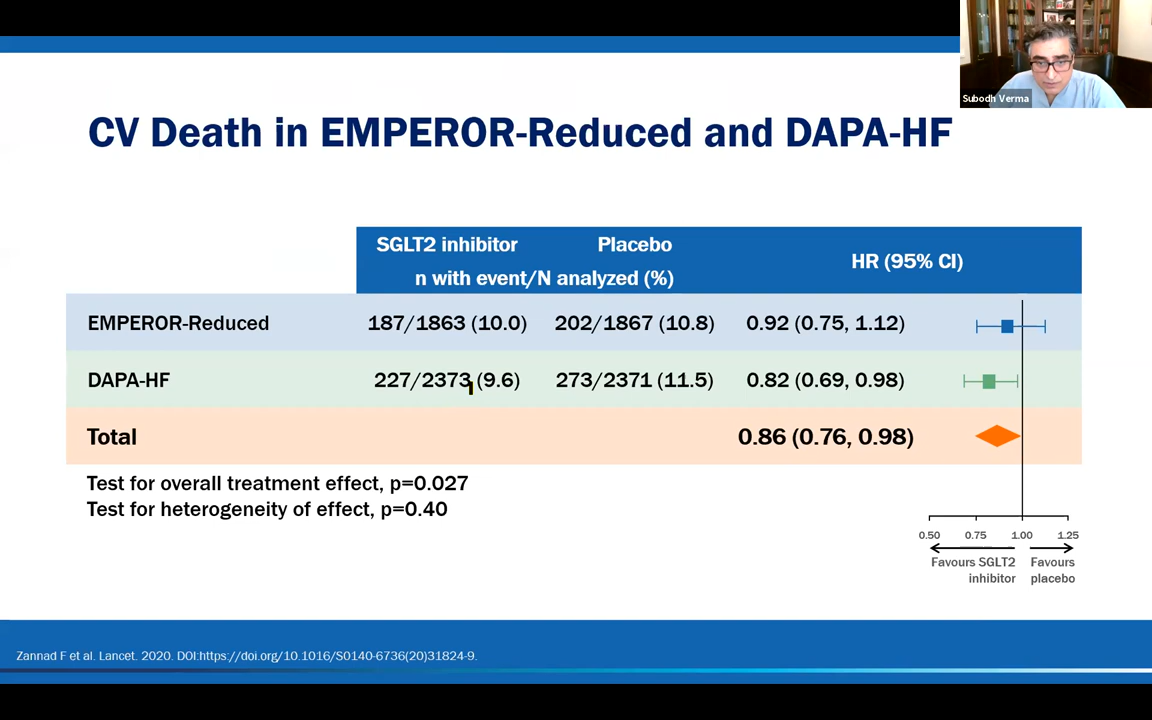 Subodh Verma
CV Death in EMPEROR-Reduced and DAPA-HF
SGLT2 inhibitor Placebo HR (95% CI)
n with event/N analyzed (%)
EMPEROR-Reduced 187/1863 (10.0) 202/1867 (10.8) 0.92 (0.75, 1.12)
DAPA-HF 227/2373 (9.6) 273/2371 (11.5) 0.82 (0.69, 0.98)
Total 0.86 (0.76, 0.98)
Test for overall treatment effect, p=0.027
Test for heterogeneity of effect, p=0.40
0.50 0.75 1.00 1.25
Favours SGLT2 Favours
inhibitor placebo
Zannad F et al. Lancet. 2020. DOI:https://doi.org/10.1016/S0140-6736(20)31824-9.